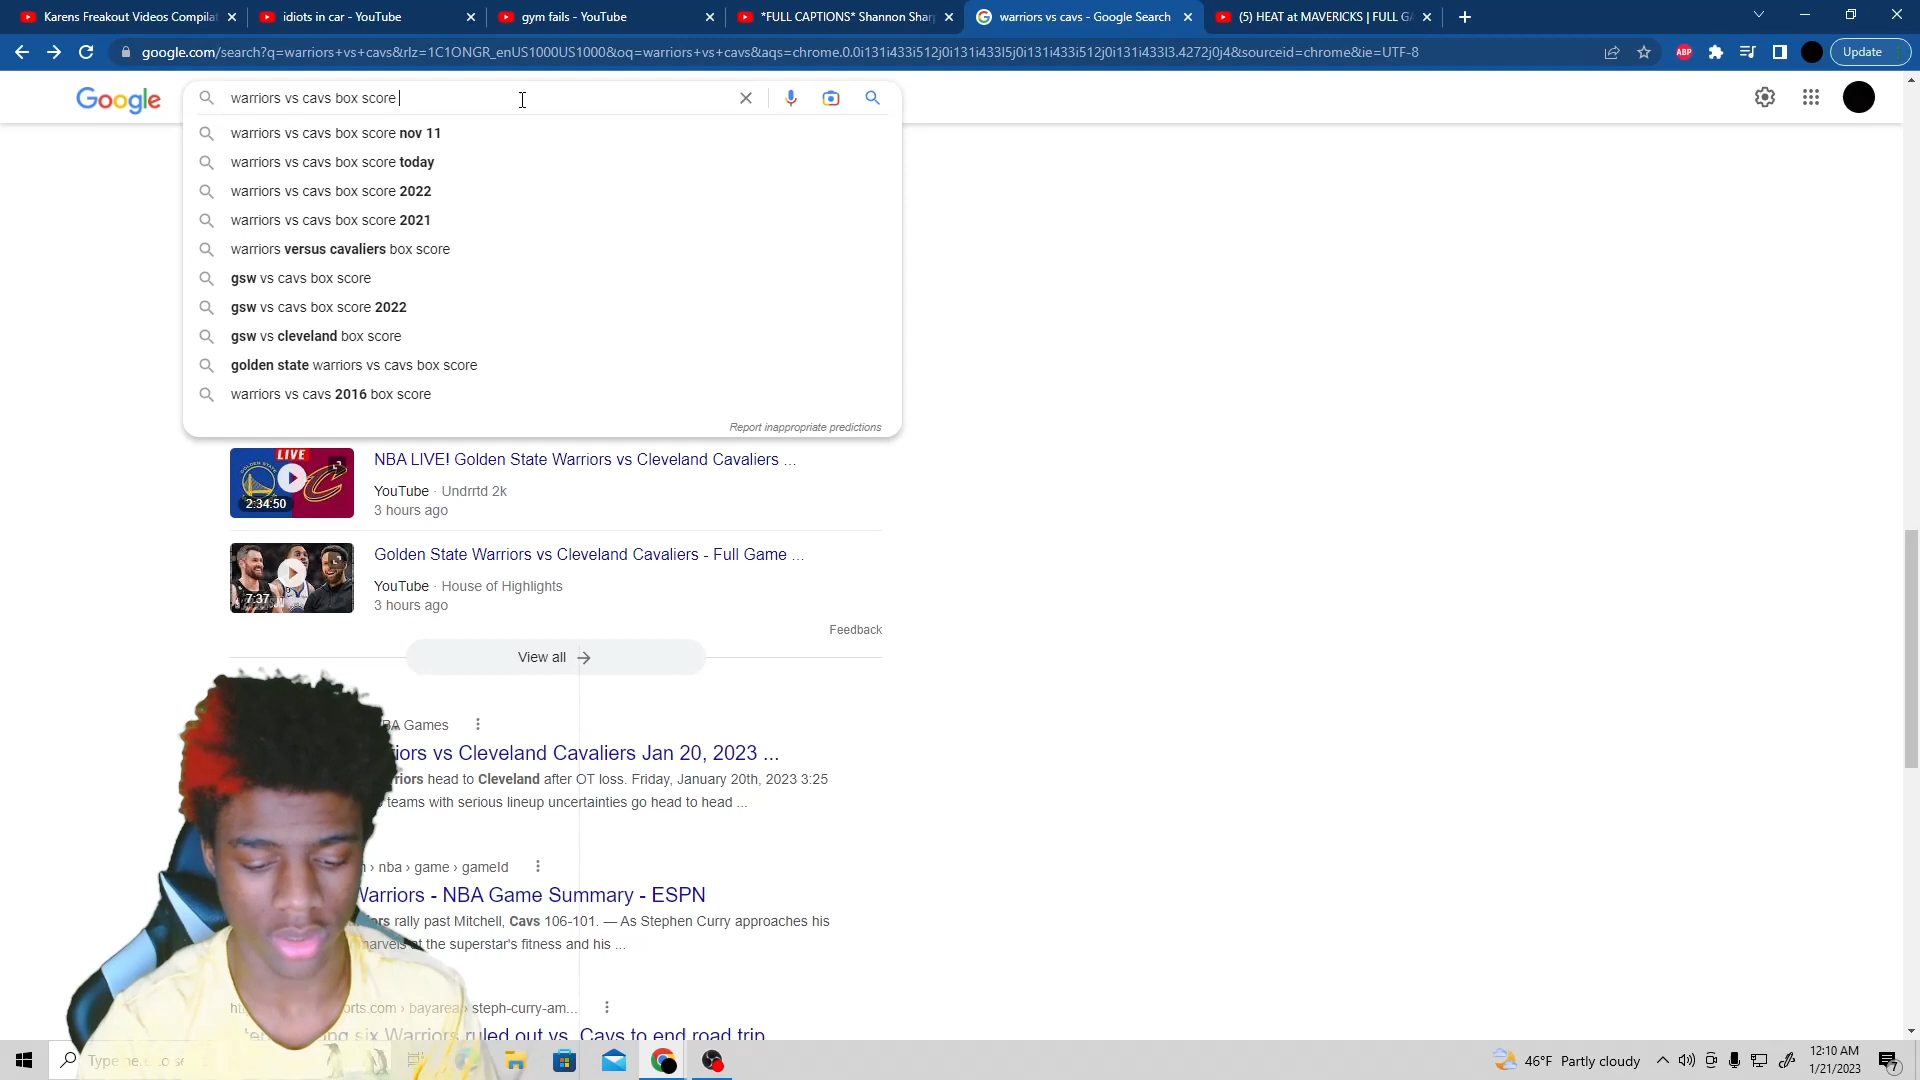 Karens Freakout Videos Compilat
idiots in car - YouTube
gym fails - YouTube
*FULL CAPTIONS* Shannon Shar
warriors vs cavs - Google Search
(5) HEAT at MAVERICKS | FULL GA
google.com/search?q=warriors+vs+cavs&rlz=1C1ONGR_enUS1000US1000&oq=warriors+vs+cavs&aqs=chrome.0.0i131i433i512j0i131i433l5j0i131i433i512j0i131i433l3.4272j0j4&sourceid=chrome&ie=UTF-8
ABP
Update
Google
warriors vs cavs box score
warriors vs cavs box score nov 11
warriors vs cavs box score today
warriors vs cavs box score 2022
warriors vs cavs box score 2021
warriors versus cavaliers box score
gsw vs cavs box score
gsw vs cavs box score 2022
gsw vs cleveland box score
golden state warriors vs cavs box score
warriors vs cavs 2016 box score
Report inappropriate predictions
LIVE
2:34:50
NBA LIVE! Golden State Warriors vs Cleveland Cavaliers ...
YouTube · Undrrtd 2k
3 hours ago
7:37
Golden State Warriors vs Cleveland Cavaliers - Full Game ...
YouTube · House of Highlights
3 hours ago
Feedback
View all
BA Games
iors vs Cleveland Cavaliers Jan 20, 2023 ...
riors head to Cleveland after OT loss. Friday, January 20th, 2023 3:25
teams with serious lineup uncertainties go head to head ...
› nba › game › gameId
Warriors - NBA Game Summary - ESPN
ors rally past Mitchell, Cavs 106-101. — As Stephen Curry approaches his
marvels at the superstar's fitness and his ...
orts.com › bayarea › steph-curry-am...
ng six Warriors ruled out vs. Cavs to end road trip
Type here to se
46°F Partly cloudy
12:10 AM
1/21/2023
7